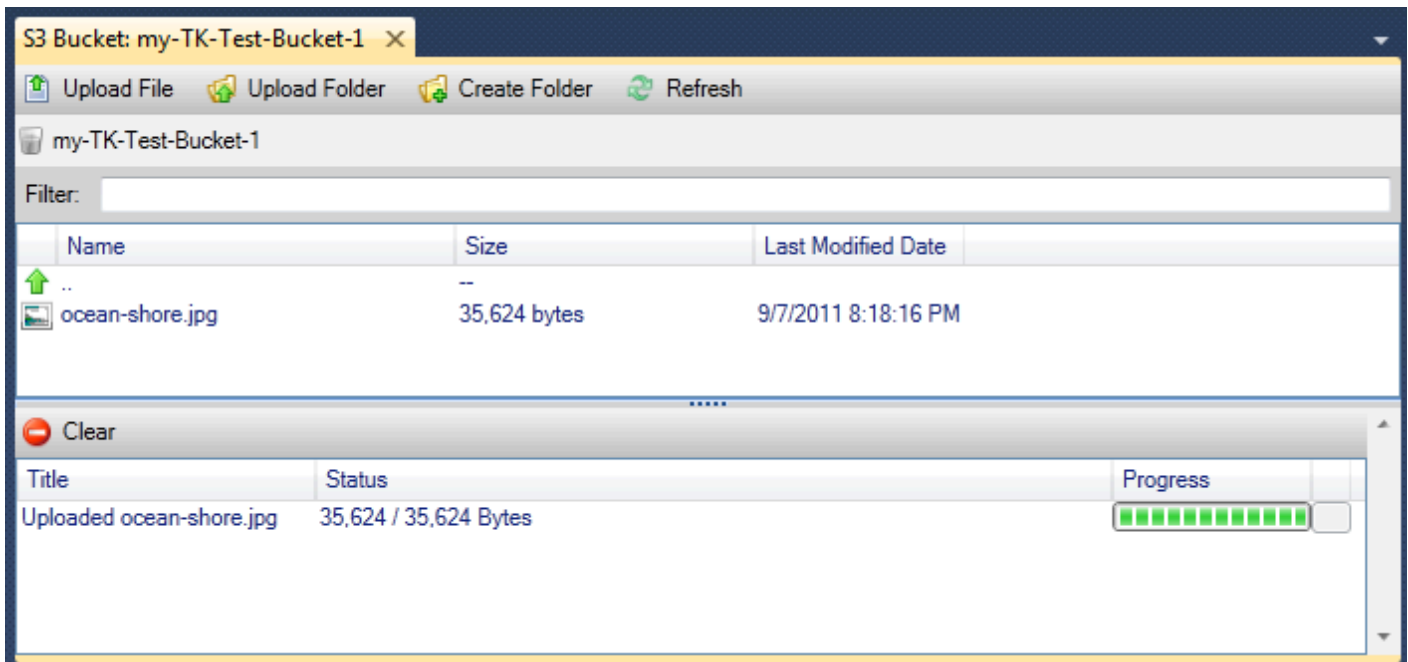 S3 Bucket: my-TK-Test-Bucket-1
Upload File Upload Folder Create Folder Refresh
my-TK-Test-Bucket-1
Filter:
Name Size Last Modified Date
.. --
ocean-shore.jpg 35,624 bytes 9/7/2011 8:18:16 PM
Clear
Title Status Progress
Uploaded ocean-shore.jpg 35,624 / 35,624 Bytes